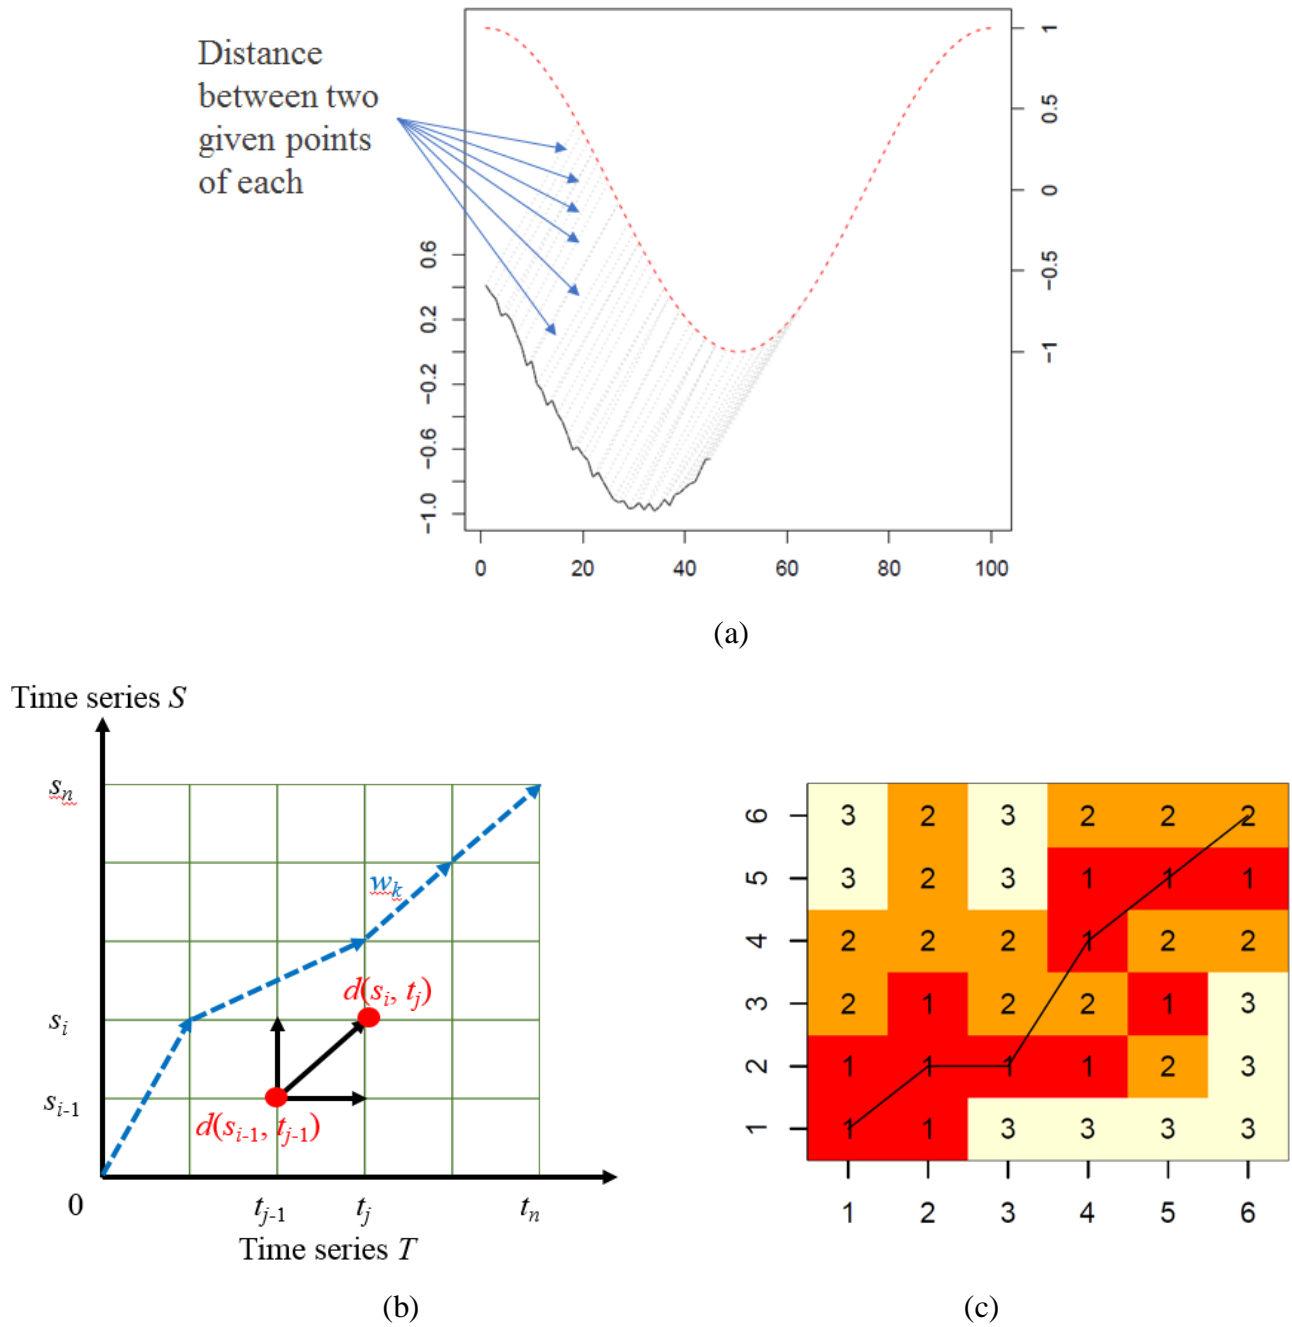 Distance
between two
given points
of each
1
0.5
0
−0.5
−1
0.6
0.2
−0.2
−0.6
−1.0
0 20 40 60 80 100
(a)
Time series S
sn
wk
d(si, tj)
si
si-1
d(si-1, tj-1)
0 tj-1 tj tn
Time series T
(b)
6 3 2 3 2 2 2
5 3 2 3 1 1 1
4 2 2 2 1 2 2
3 2 1 2 2 1 3
2 1 1 1 1 2 3
1 1 1 3 3 3 3
1 2 3 4 5 6
(c)